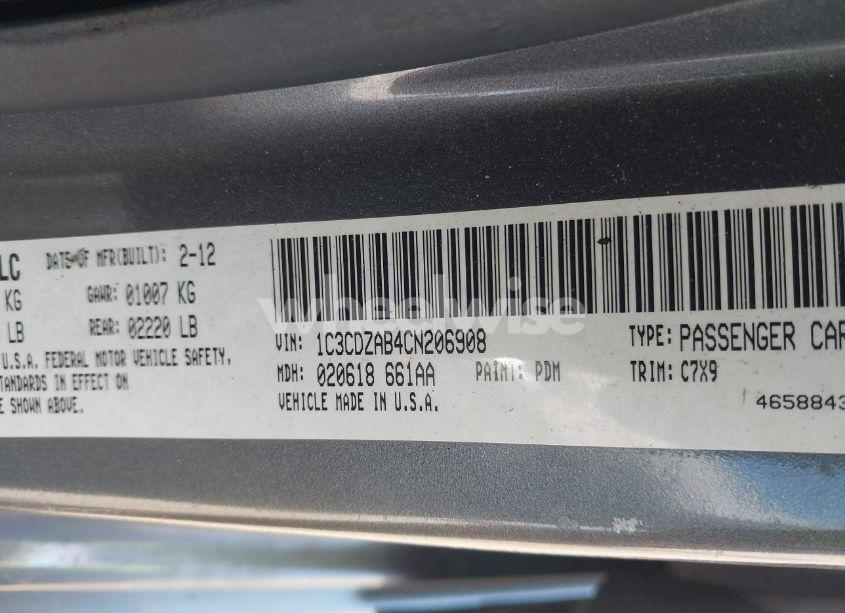 LC DATE OF MFR(BUILT): 2-12
KG GAWR: 01007 KG
LB REAR: 02220 LB
U.S.A. FEDERAL MOTOR VEHICLE SAFETY,
STANDARDS IN EFFECT ON
E SHOWN ABOVE.
wheelwise
VIN: 1C3CDZAB4CN206908 TYPE: PASSENGER CAR
MDH: 020618 661AA PAINT: PDM TRIM: C7X9
VEHICLE MADE IN U.S.A.
4658843